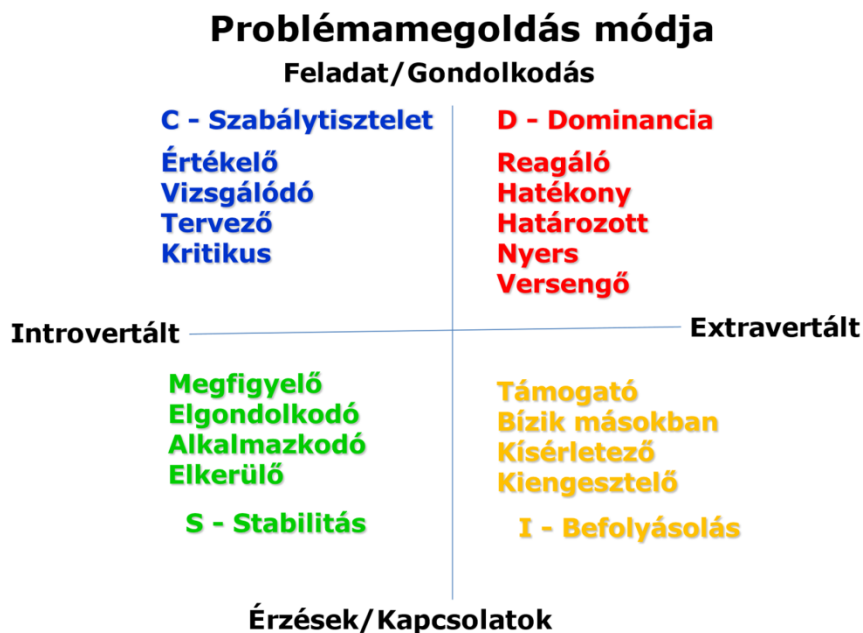 Problémamegoldás módja
Feladat/Gondolkodás
C - Szabálytisztelet
Értékelő
Vizsgálódó
Tervező
Kritikus
D - Dominancia
Reagáló
Hatékony
Határozott
Nyers
Versengő
Introvertált
Extravertált
Megfigyelő
Elgondolkodó
Alkalmazkodó
Elkerülő
S - Stabilitás
Támogató
Bízik másokban
Kísérletező
Kiengesztelő
I - Befolyásolás
Érzések/Kapcsolatok